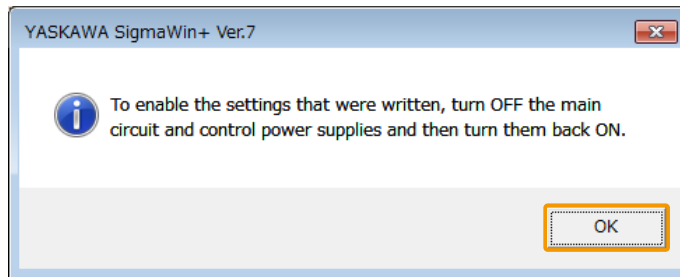 YASKAWA SigmaWin+ Ver.7
To enable the settings that were written, turn OFF the main
circuit and control power supplies and then turn them back ON.
OK